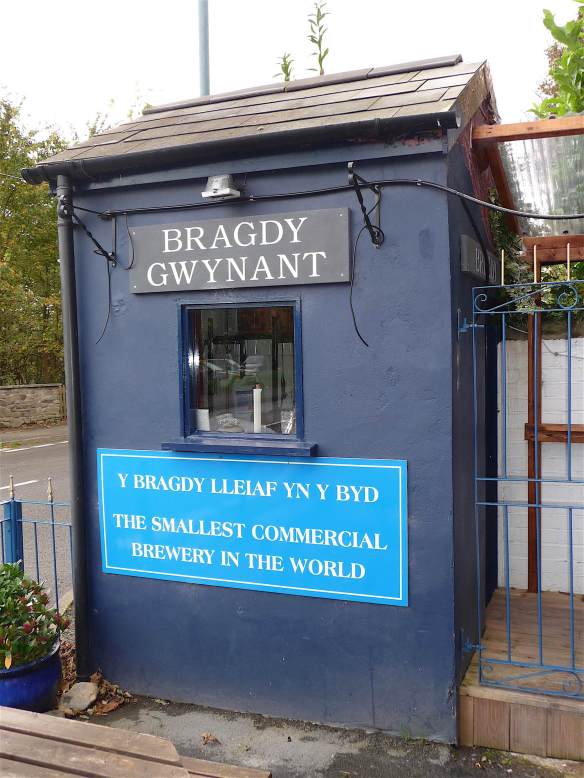 BRAGDY
GWYNANT
Y BRAGDY LLEIAF YN Y BYD
THE SMALLEST COMMERCIAL
BREWERY IN THE WORLD